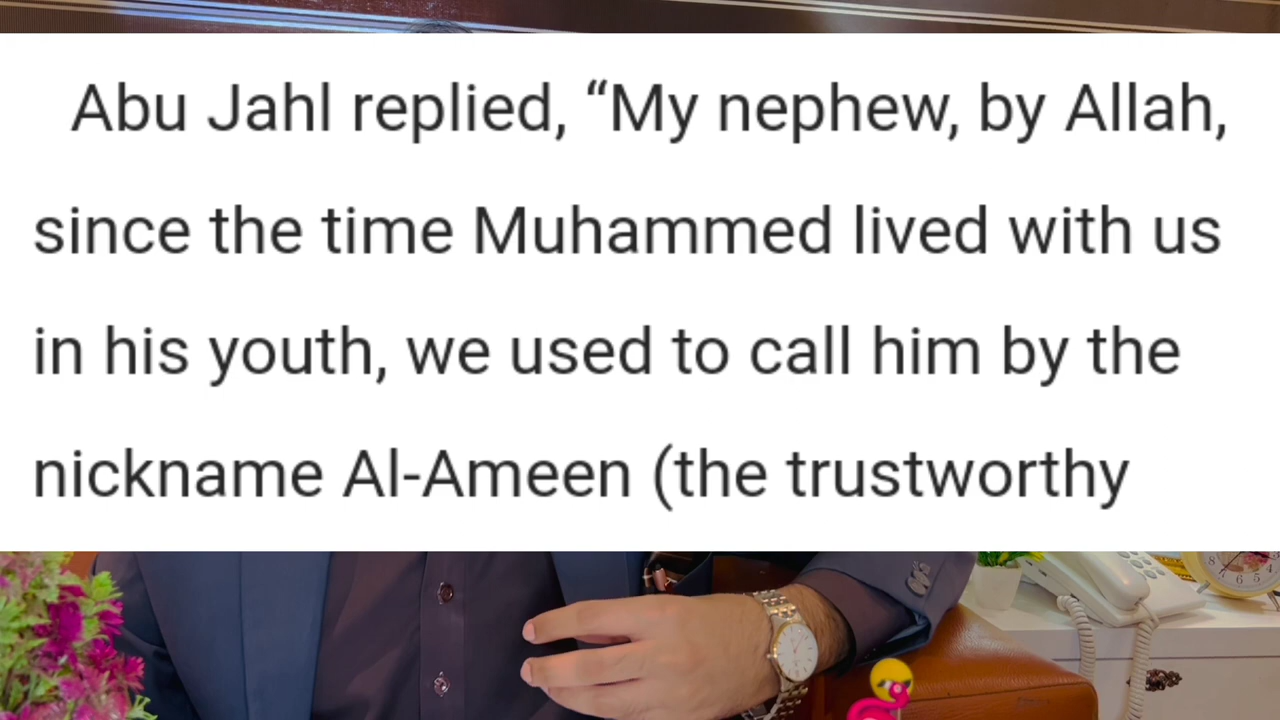 Abu Jahl replied, “My nephew, by Allah,
since the time Muhammed lived with us
in his youth, we used to call him by the
nickname Al-Ameen (the trustworthy